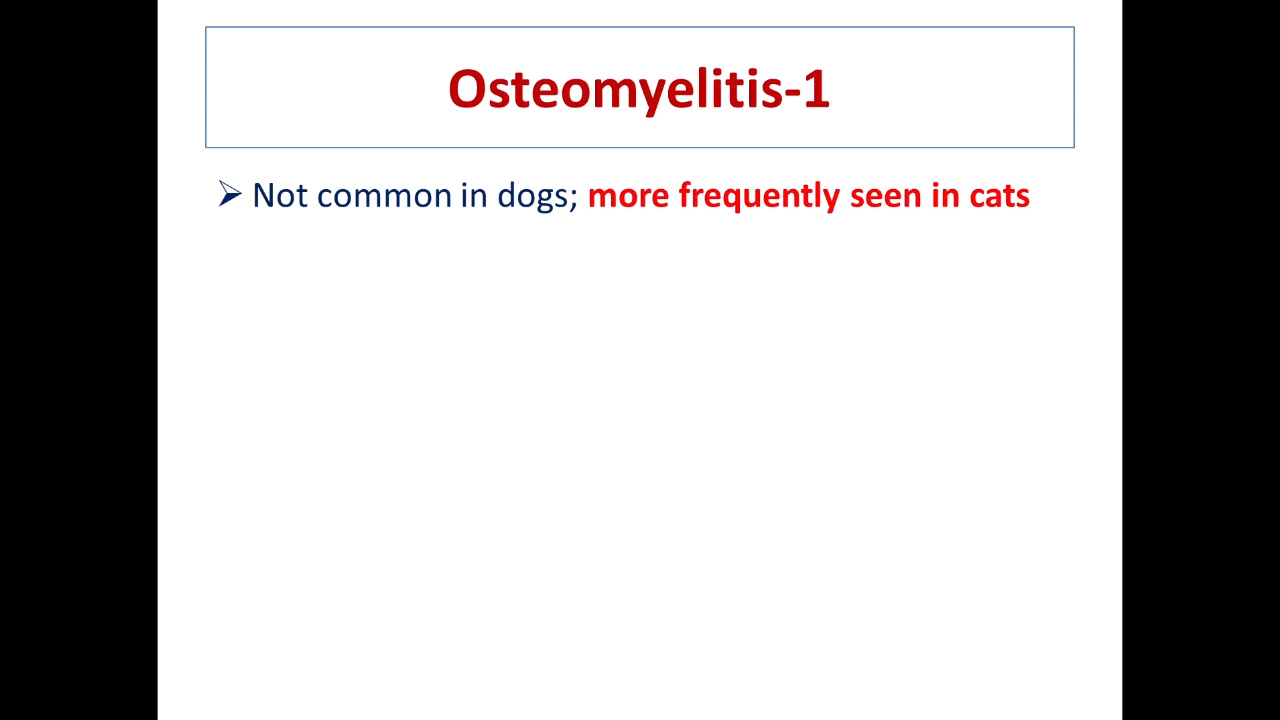 Osteomyelitis-1
➢ Not common in dogs; more frequently seen in cats